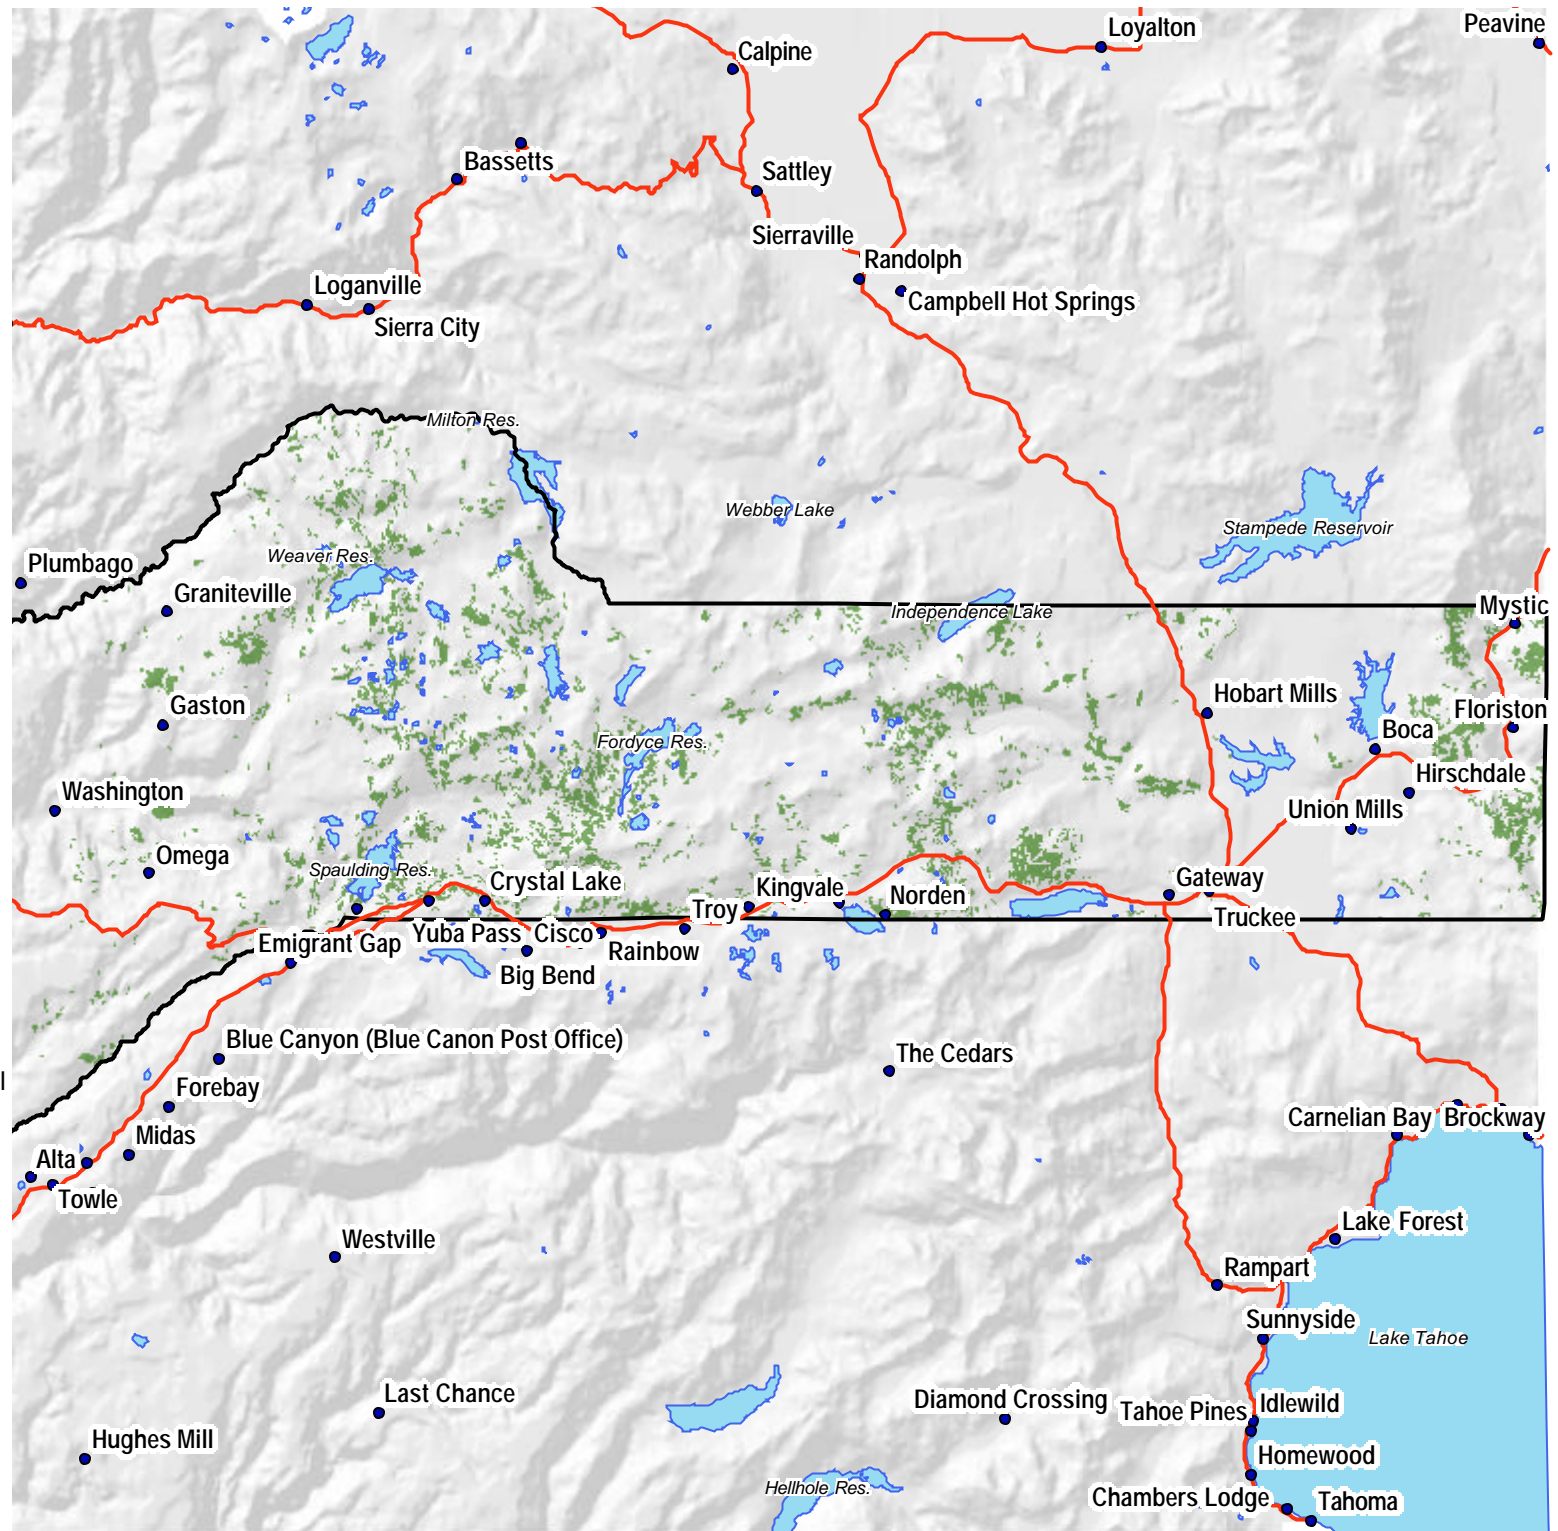 Loyalton
Peavine
Calpine
Bassetts
Sattley
Sierraville
Randolph
Campbell Hot Springs
Loganville
Sierra City
Milton Res.
Webber Lake
Stampede Reservoir
Weaver Res.
Plumbago
Graniteville
Independence Lake
Mystic
Hobart Mills
Gaston
Floriston
Boca
Fordyce Res.
Hirschdale
Washington
Union Mills
Omega
Spaulding Res.
Crystal Lake
Gateway
Kingvale
Norden
Troy
Truckee
Emigrant Gap
Yuba Pass
Cisco
Rainbow
Big Bend
Blue Canyon (Blue Canon Post Office)
The Cedars
l
Forebay
Carnelian Bay
Brockway
Midas
Alta
Towle
Lake Forest
Westville
Rampart
Sunnyside
Lake Tahoe
Last Chance
Diamond Crossing
Idlewild
Tahoe Pines
Hughes Mill
Homewood
Hellhole Res.
Chambers Lodge
Tahoma